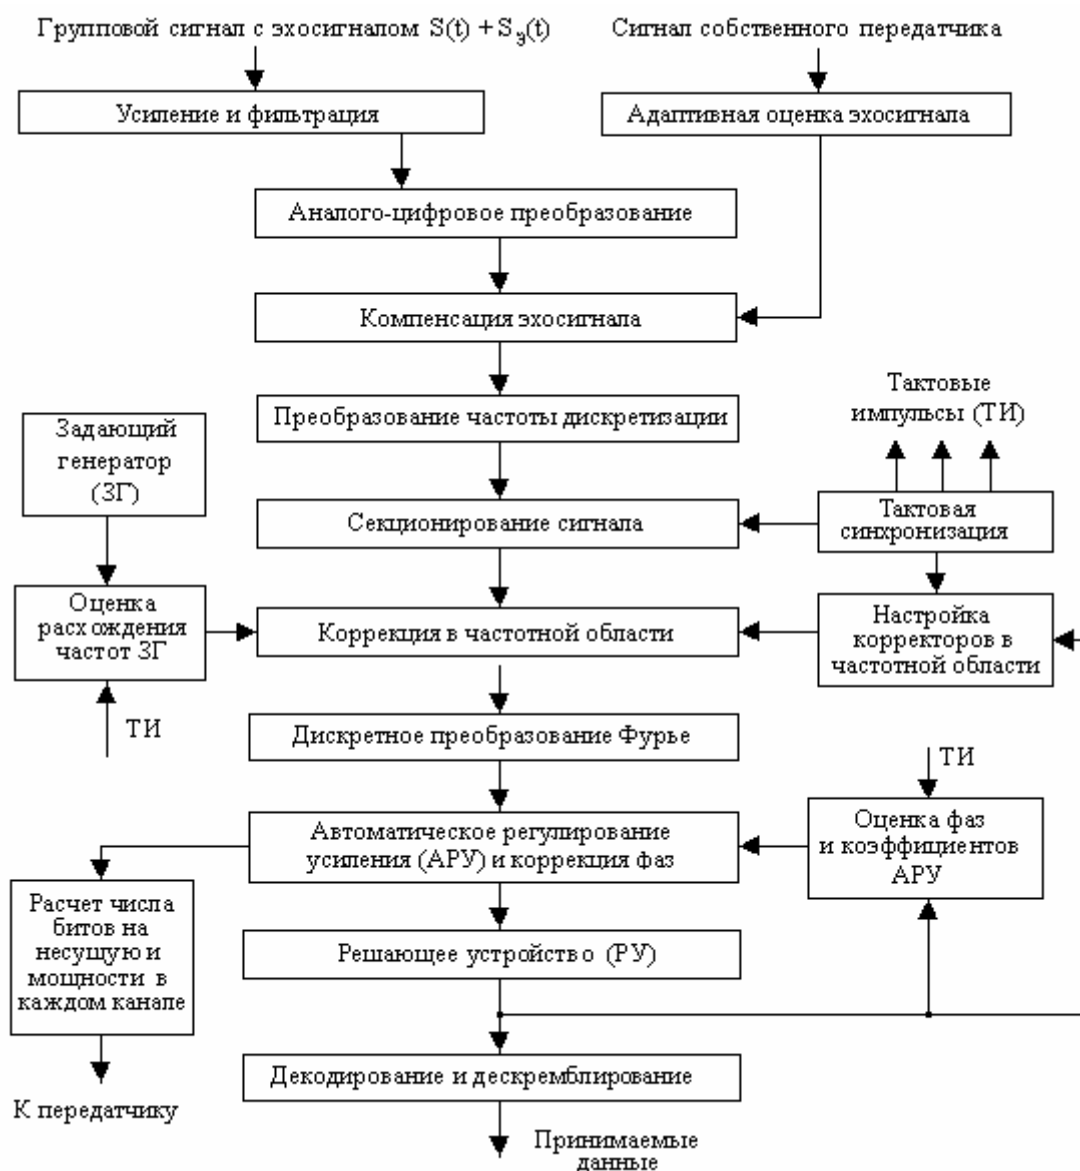 Групповой сигнал с эхосигналом S(t) + S_э(t)
Сигнал собственного передатчика
Усиление и фильтрация
Адаптивная оценка эхосигнала
Аналого-цифровое преобразование
Компенсация эхосигнала
Преобразование частоты дискретизации
Тактовые
импульсы (ТИ)
Задающий
генератор
(ЗГ)
Секционирование сигнала
Тактовая
синхронизация
Оценка
расхождения
частот ЗГ
Коррекция в частотной области
Настройка
корректоров в
частотной области
ТИ
Дискретное преобразование Фурье
ТИ
Автоматическое регулирование
усиления (АРУ) и коррекция фаз
Оценка фаз
и коэффициентов
АРУ
Расчет числа
битов на
несущую и
мощности в
каждом канале
Решающее устройство (РУ)
Декодирование и дескремблирование
К передатчику
Принимаемые
данные